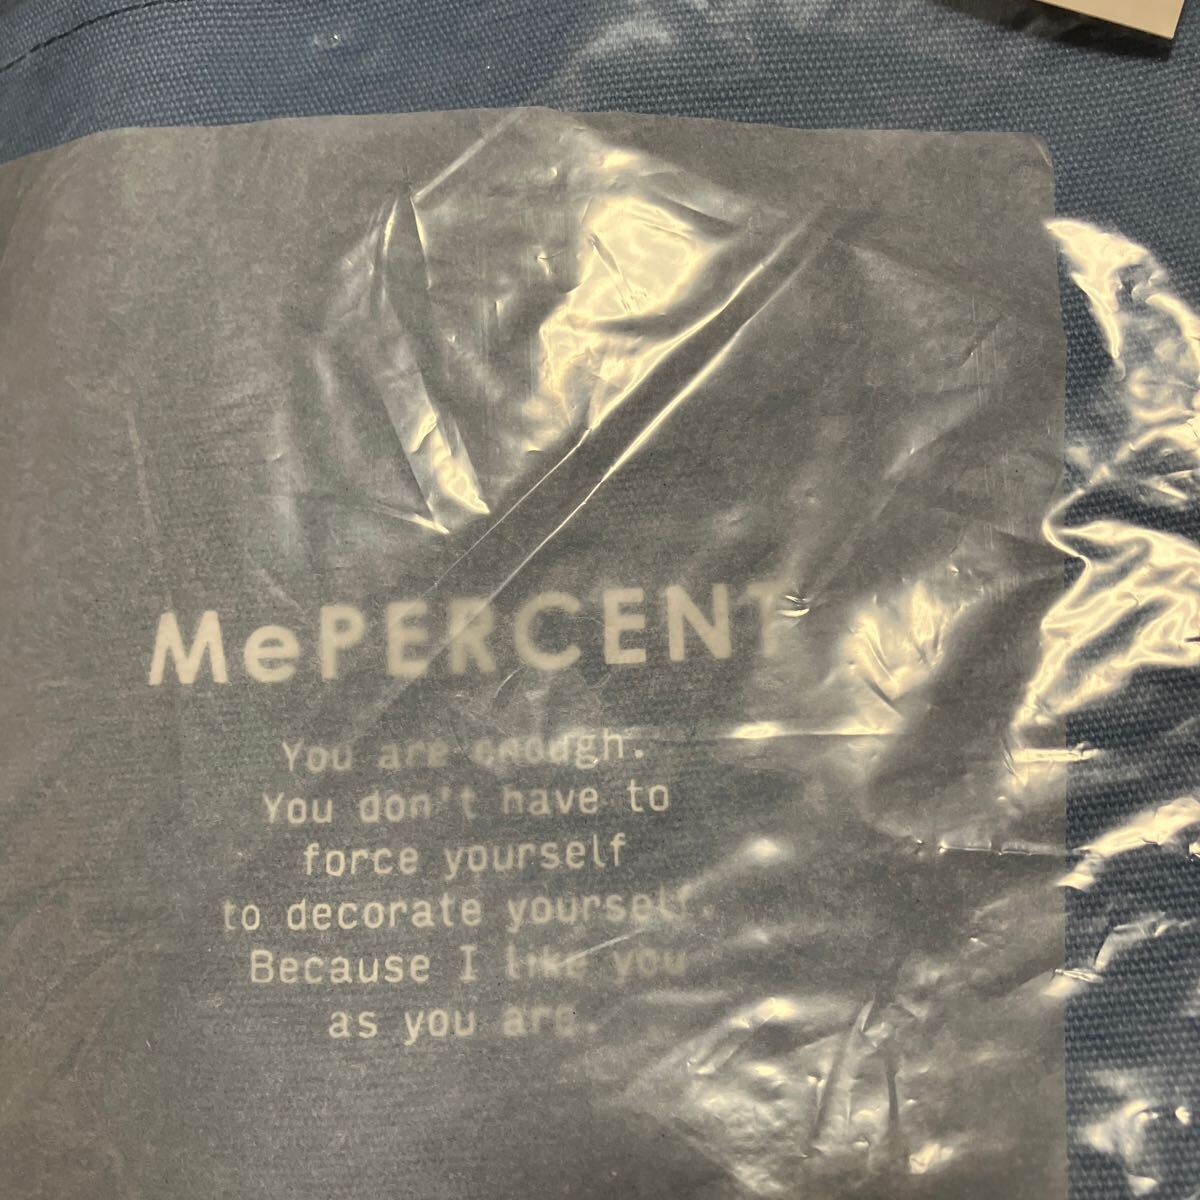 MePERCENT
You are enough.
You don't have to
force yourself
to decorate yourself.
Because I like you
as you are.